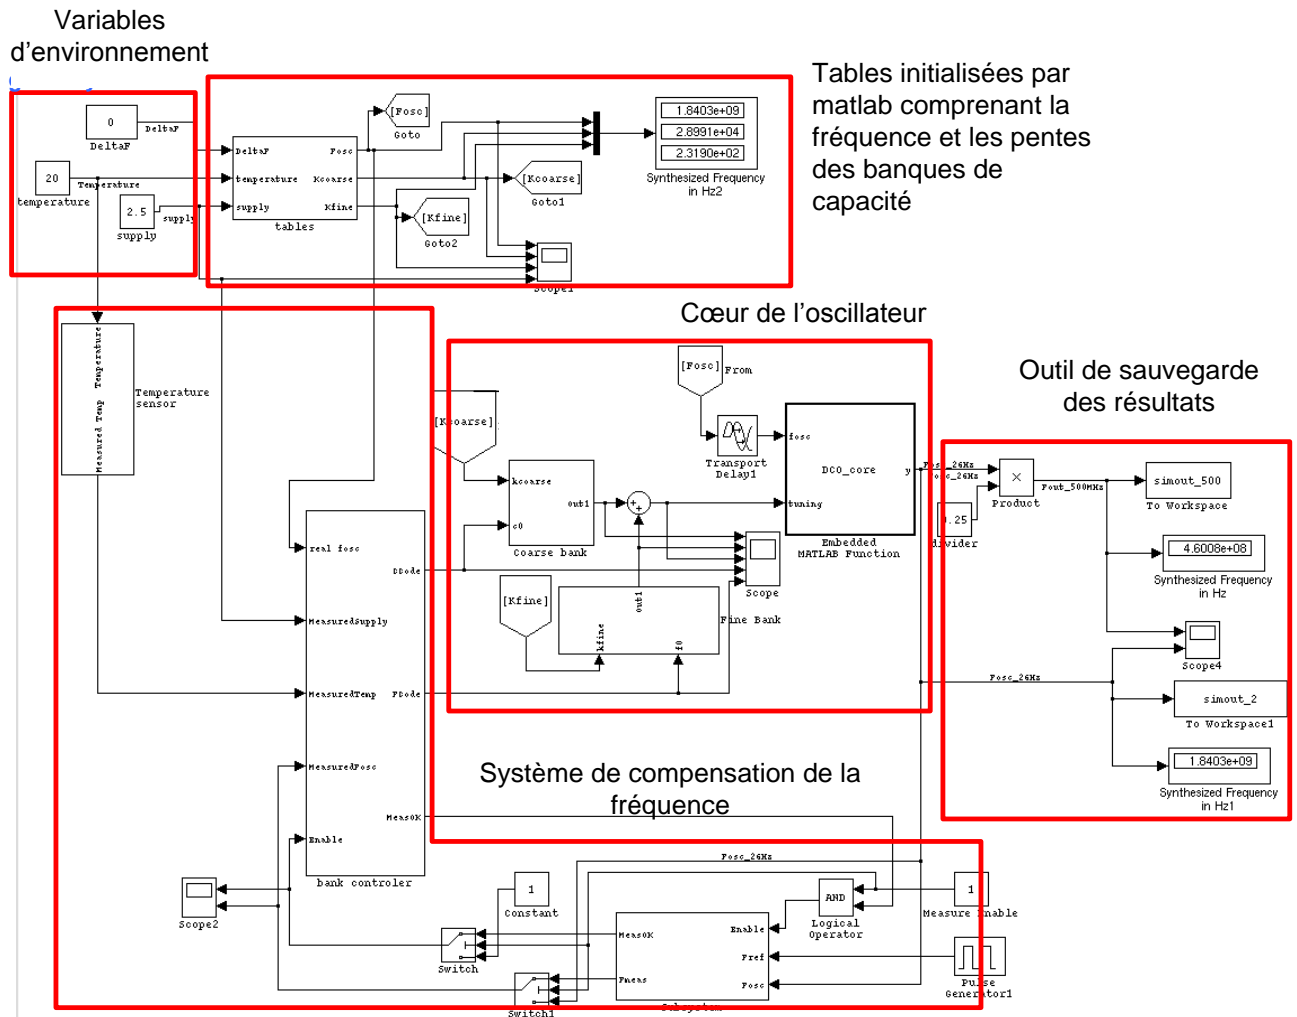 Variables
d'environnement
0
DeltaF
DeltaF
20
Temperature
temperature
2.5
supply
supply
DeltaF
temperature
supply
Fosc
Kcoarse
Kfine
tables
[Fosc]
Goto
[Kcoarse]
Goto1
[Kfine]
Goto2
Scope1
1.8403e+09
2.8991e+04
2.3190e+02
Synthesized Frequency
in Hz2
Tables initialisées par
matlab comprenant la
fréquence et les pentes
des banques de
capacité
Temperature
Measured Temp
Temperature
sensor
Cœur de l'oscillateur
[Kcoarse]
[Fosc]
From
Transport
Delay1
kcoarse
c0
out1
Coarse bank
fosc
tuning
DCO_core
y
Embedded
MATLAB Function
Scope
[Kfine]
out1
kfine
f0
Fine Bank
real fosc
MeasuredSupply
MeasuredTemp
MeasuredFosc
Enable
DCode
FCode
MeasOK
bank controler
Outil de sauvegarde
des résultats
Fosc_26Hz
Fosc_26Hz
×
Product
divider
Fout_500MHz
simout_500
To Workspace
4.6008e+08
Synthesized Frequency
in Hz
Scope4
Fosc_26Hz
simout_2
To Workspace1
1.8403e+09
Synthesized Frequency
in Hz1
Système de compensation de la
fréquence
Fosc_26Hz
Scope2
1
Constant
Switch
Switch1
MeasOK
Fmeas
Enable
Fref
Fosc
Subsystem
AND
Logical
Operator
1
Measure Enable
Pulse
Generator1